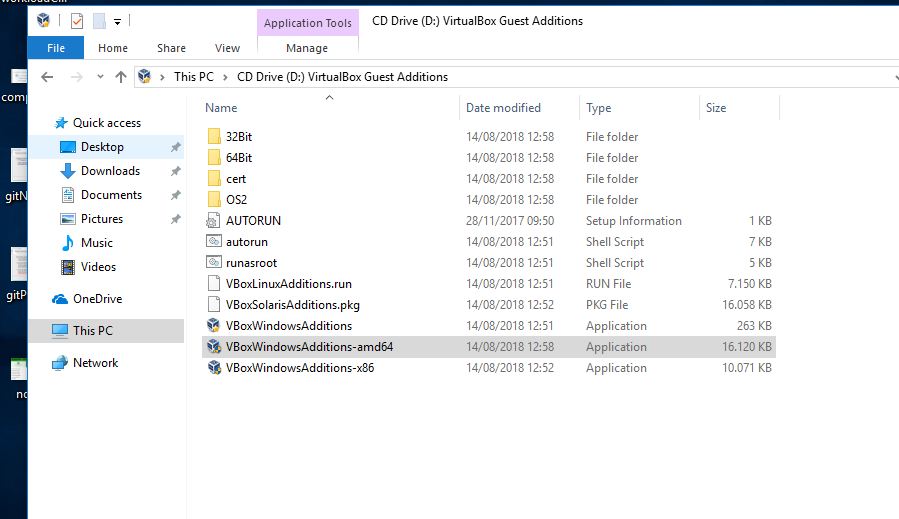 Application Tools
CD Drive (D:) VirtualBox Guest Additions
File Home Share View Manage
This PC CD Drive (D:) VirtualBox Guest Additions
Name Date modified Type Size
Quick access
Desktop
Downloads
Documents
Pictures
Music
Videos
OneDrive
This PC
Network
32Bit 14/08/2018 12:58 File folder
64Bit 14/08/2018 12:58 File folder
cert 14/08/2018 12:58 File folder
OS2 14/08/2018 12:58 File folder
AUTORUN 28/11/2017 09:50 Setup Information 1 KB
autorun 14/08/2018 12:51 Shell Script 7 KB
runasroot 14/08/2018 12:51 Shell Script 5 KB
VBoxLinuxAdditions.run 14/08/2018 12:51 RUN File 7.150 KB
VBoxSolarisAdditions.pkg 14/08/2018 12:52 PKG File 16.058 KB
VBoxWindowsAdditions 14/08/2018 12:51 Application 263 KB
VBoxWindowsAdditions-amd64 14/08/2018 12:58 Application 16.120 KB
VBoxWindowsAdditions-x86 14/08/2018 12:52 Application 10.071 KB
comp
gitN
gitP
no